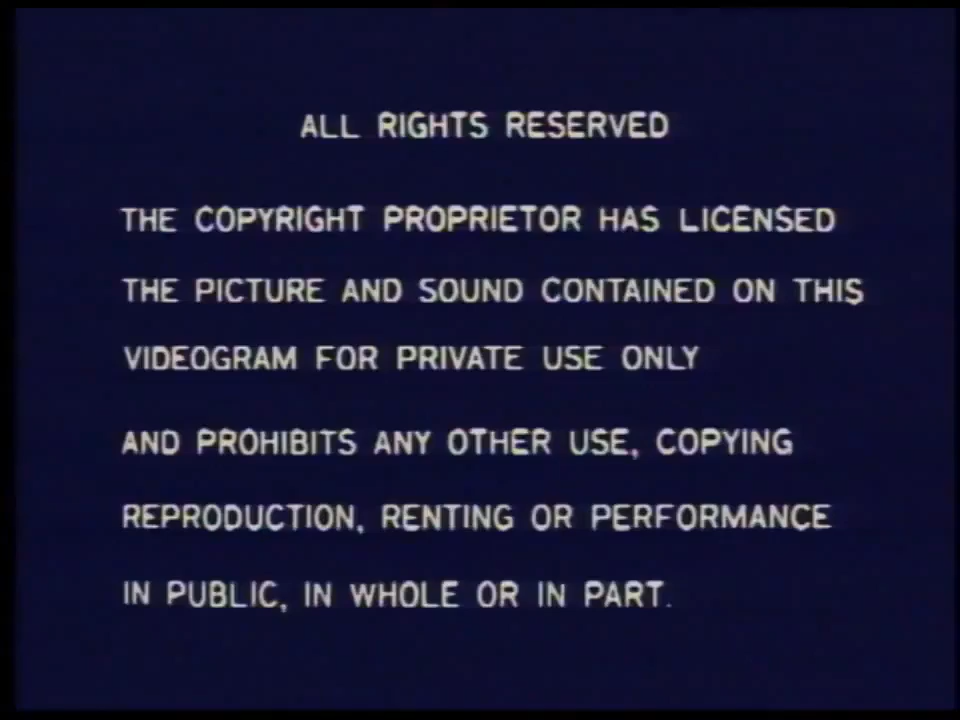 ALL RIGHTS RESERVED
THE COPYRIGHT PROPRIETOR HAS LICENSED
THE PICTURE AND SOUND CONTAINED ON THIS
VIDEOGRAM FOR PRIVATE USE ONLY
AND PROHIBITS ANY OTHER USE, COPYING
REPRODUCTION, RENTING OR PERFORMANCE
IN PUBLIC, IN WHOLE OR IN PART.